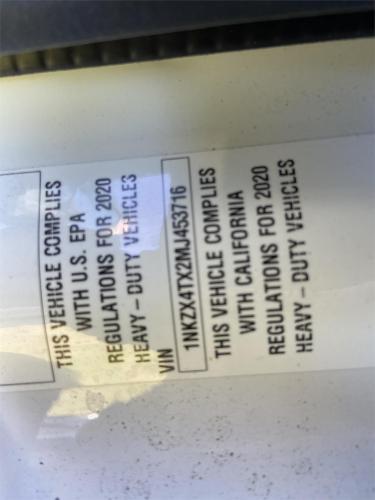 THIS VEHICLE COMPLIES
WITH U.S. EPA
REGULATIONS FOR 2020
HEAVY – DUTY VEHICLES
VIN
1NKZX4TX2MJ453716
THIS VEHICLE COMPLIES
WITH CALIFORNIA
REGULATIONS FOR 2020
HEAVY – DUTY VEHICLES